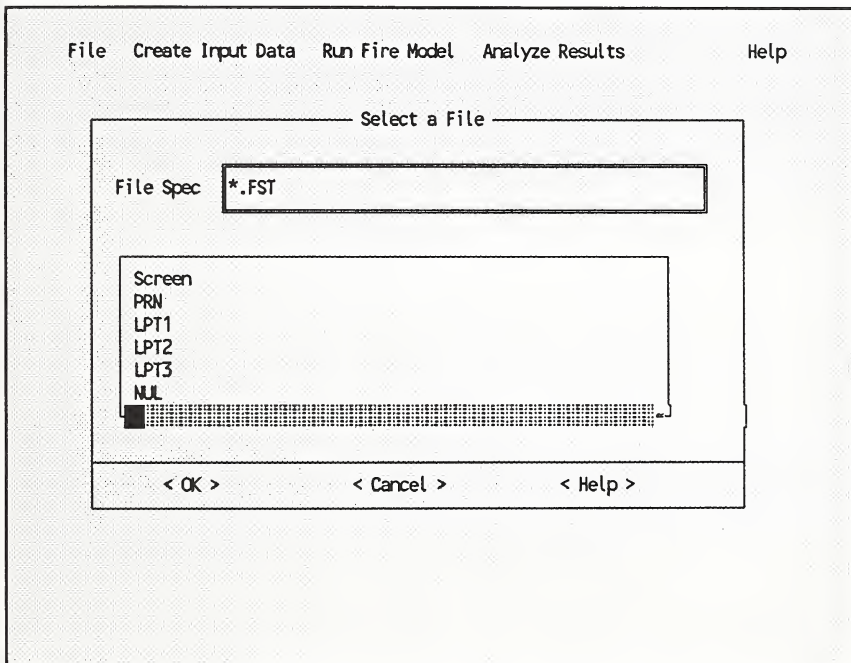 File Create Input Data Run Fire Model Analyze Results Help
Select a File
File Spec *.FST
Screen
PRN
LPT1
LPT2
LPT3
NUL
< OK > < Cancel > < Help >